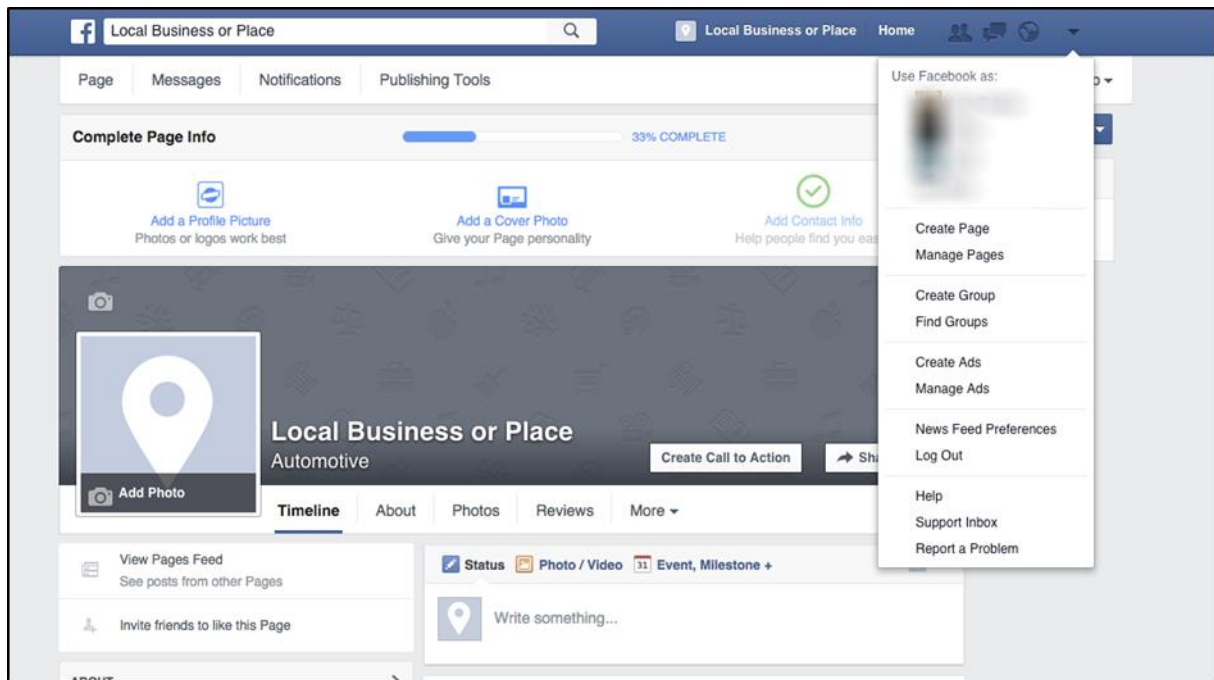 f
Local Business or Place
Local Business or Place Home
Page Messages Notifications Publishing Tools
Complete Page Info
33% COMPLETE
Add a Profile Picture
Photos or logos work best
Add a Cover Photo
Give your Page personality
Add Contact Info
Help people find you
Local Business or Place
Automotive
Create Call to Action
Add Photo
Timeline About Photos Reviews More
View Pages Feed
See posts from other Pages
Invite friends to like this Page
ABOUT
Status Photo / Video 31 Event, Milestone +
Write something...
Use Facebook as:
Create Page
Manage Pages
Create Group
Find Groups
Create Ads
Manage Ads
News Feed Preferences
Log Out
Help
Support Inbox
Report a Problem